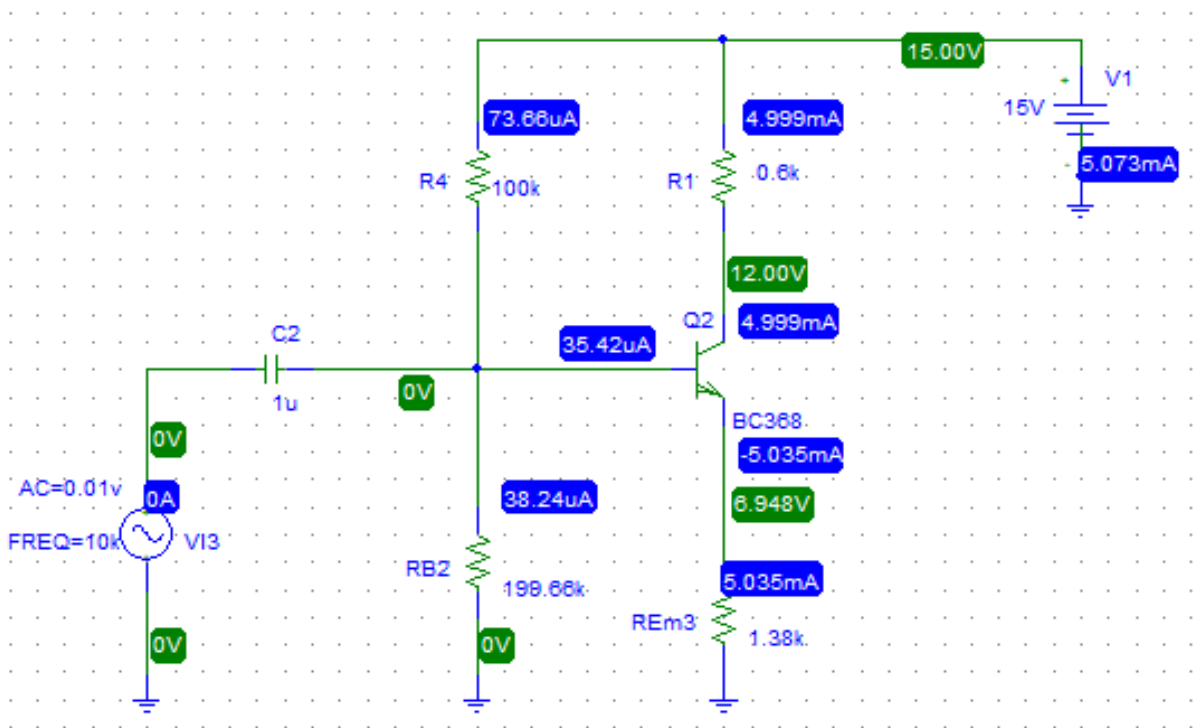 15.00V
V1
15V
73.66uA
4.999mA
5.073mA
R4
100k
R1
0.6k
12.00V
Q2
4.999mA
C2
35.42uA
1u
0V
BC368
0V
-5.035mA
AC=0.01v
0A
38.24uA
6.948V
FREQ=10k
VI3
RB2
199.66k
5.035mA
REm3
1.38k
0V
0V